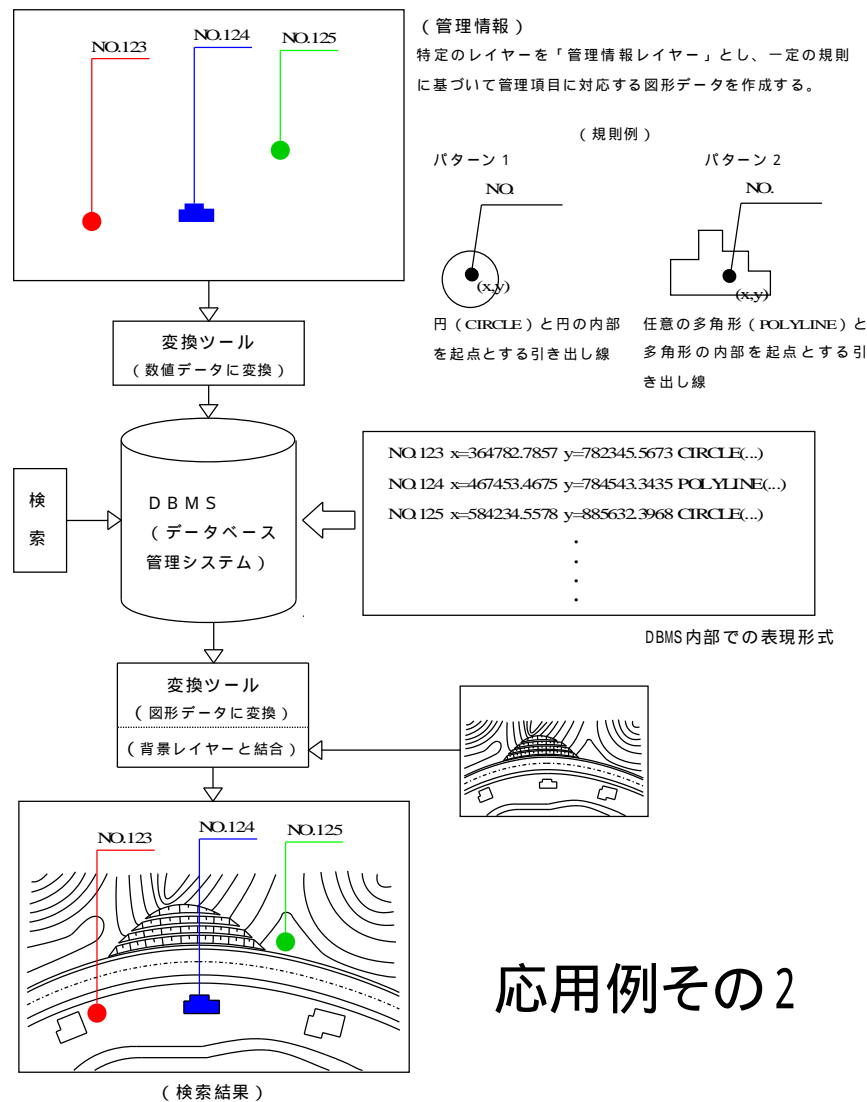 NO.123
NO.124
NO.125
（管理情報）
特定のレイヤーを「管理情報レイヤー」とし、一定の規則
に基づいて管理項目に対応する図形データを作成する。
（規則例）
パターン１
NO.
(x,y)
円（CIRCLE）と円の内部
を起点とする引き出し線
パターン２
NO.
(x,y)
任意の多角形（POLYLINE）と
多角形の内部を起点とする引
き出し線
変換ツール
（数値データに変換）
検
索
ＤＢＭＳ
（データベース
管理システム）
NO.123 x=364782.7857 y=782345.5673 CIRCLE(...)
NO.124 x=467453.4675 y=784543.3435 POLYLINE(...)
NO.125 x=584234.5578 y=885632.3968 CIRCLE(...)
・
・
・
・
DBMS内部での表現形式
変換ツール
（図形データに変換）
（背景レイヤーと結合）
NO.123
NO.124
NO.125
（検索結果）
応用例その２